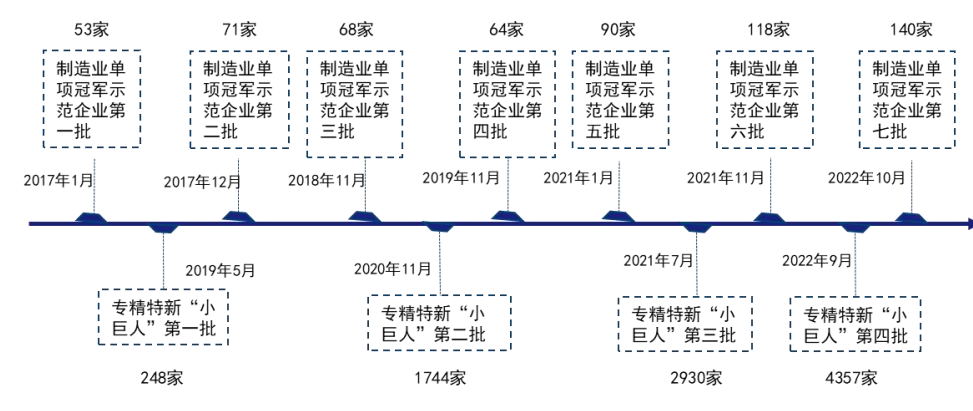 53家
71家
68家
64家
90家
118家
140家
制造业单
项冠军示
范企业第
一批
制造业单
项冠军示
范企业第
二批
制造业单
项冠军示
范企业第
三批
制造业单
项冠军示
范企业第
四批
制造业单
项冠军示
范企业第
五批
制造业单
项冠军示
范企业第
六批
制造业单
项冠军示
范企业第
七批
2017年1月
2017年12月
2018年11月
2019年11月
2021年1月
2021年11月
2022年10月
2019年5月
2020年11月
2021年7月
2022年9月
专精特新“小
巨人”第一批
专精特新“小
巨人”第二批
专精特新“小
巨人”第三批
专精特新“小
巨人”第四批
248家
1744家
2930家
4357家